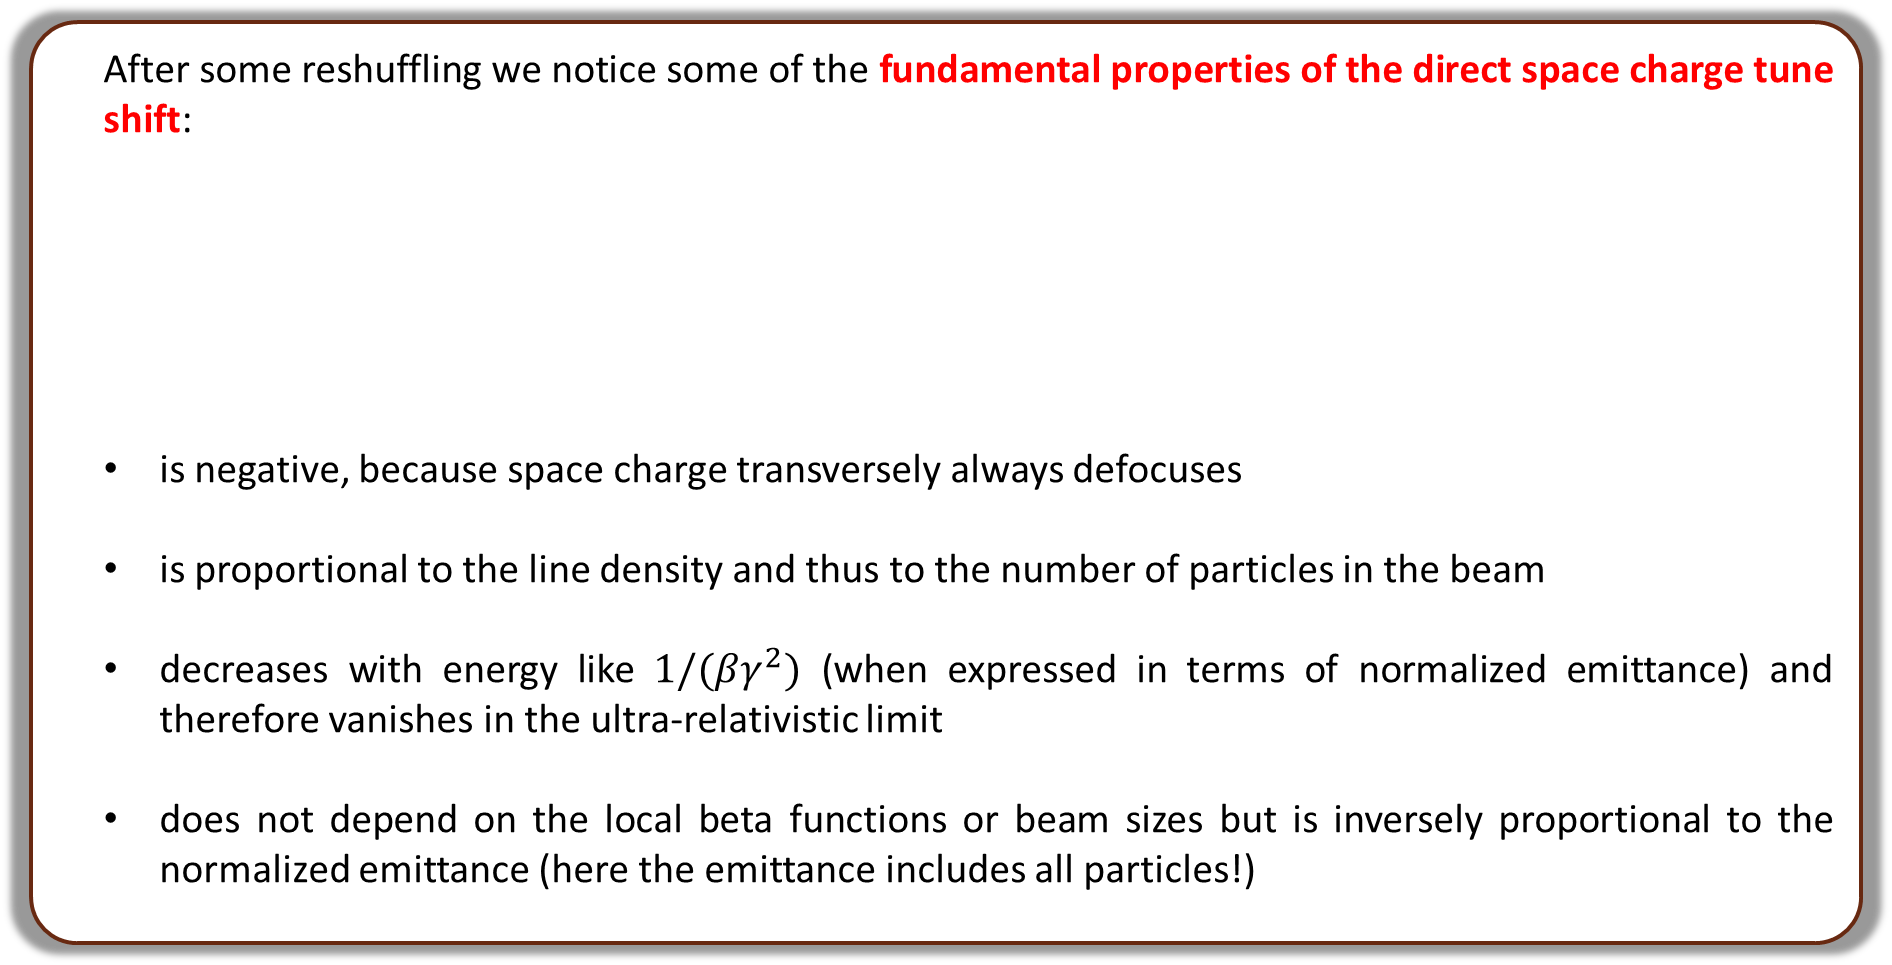 After some reshuffling we notice some of the fundamental properties of the direct space charge tune
shift:
• is negative, because space charge transversely always defocuses
• is proportional to the line density and thus to the number of particles in the beam
• decreases with energy like 1/(βγ²) (when expressed in terms of normalized emittance) and
therefore vanishes in the ultra-relativistic limit
• does not depend on the local beta functions or beam sizes but is inversely proportional to the
normalized emittance (here the emittance includes all particles!)